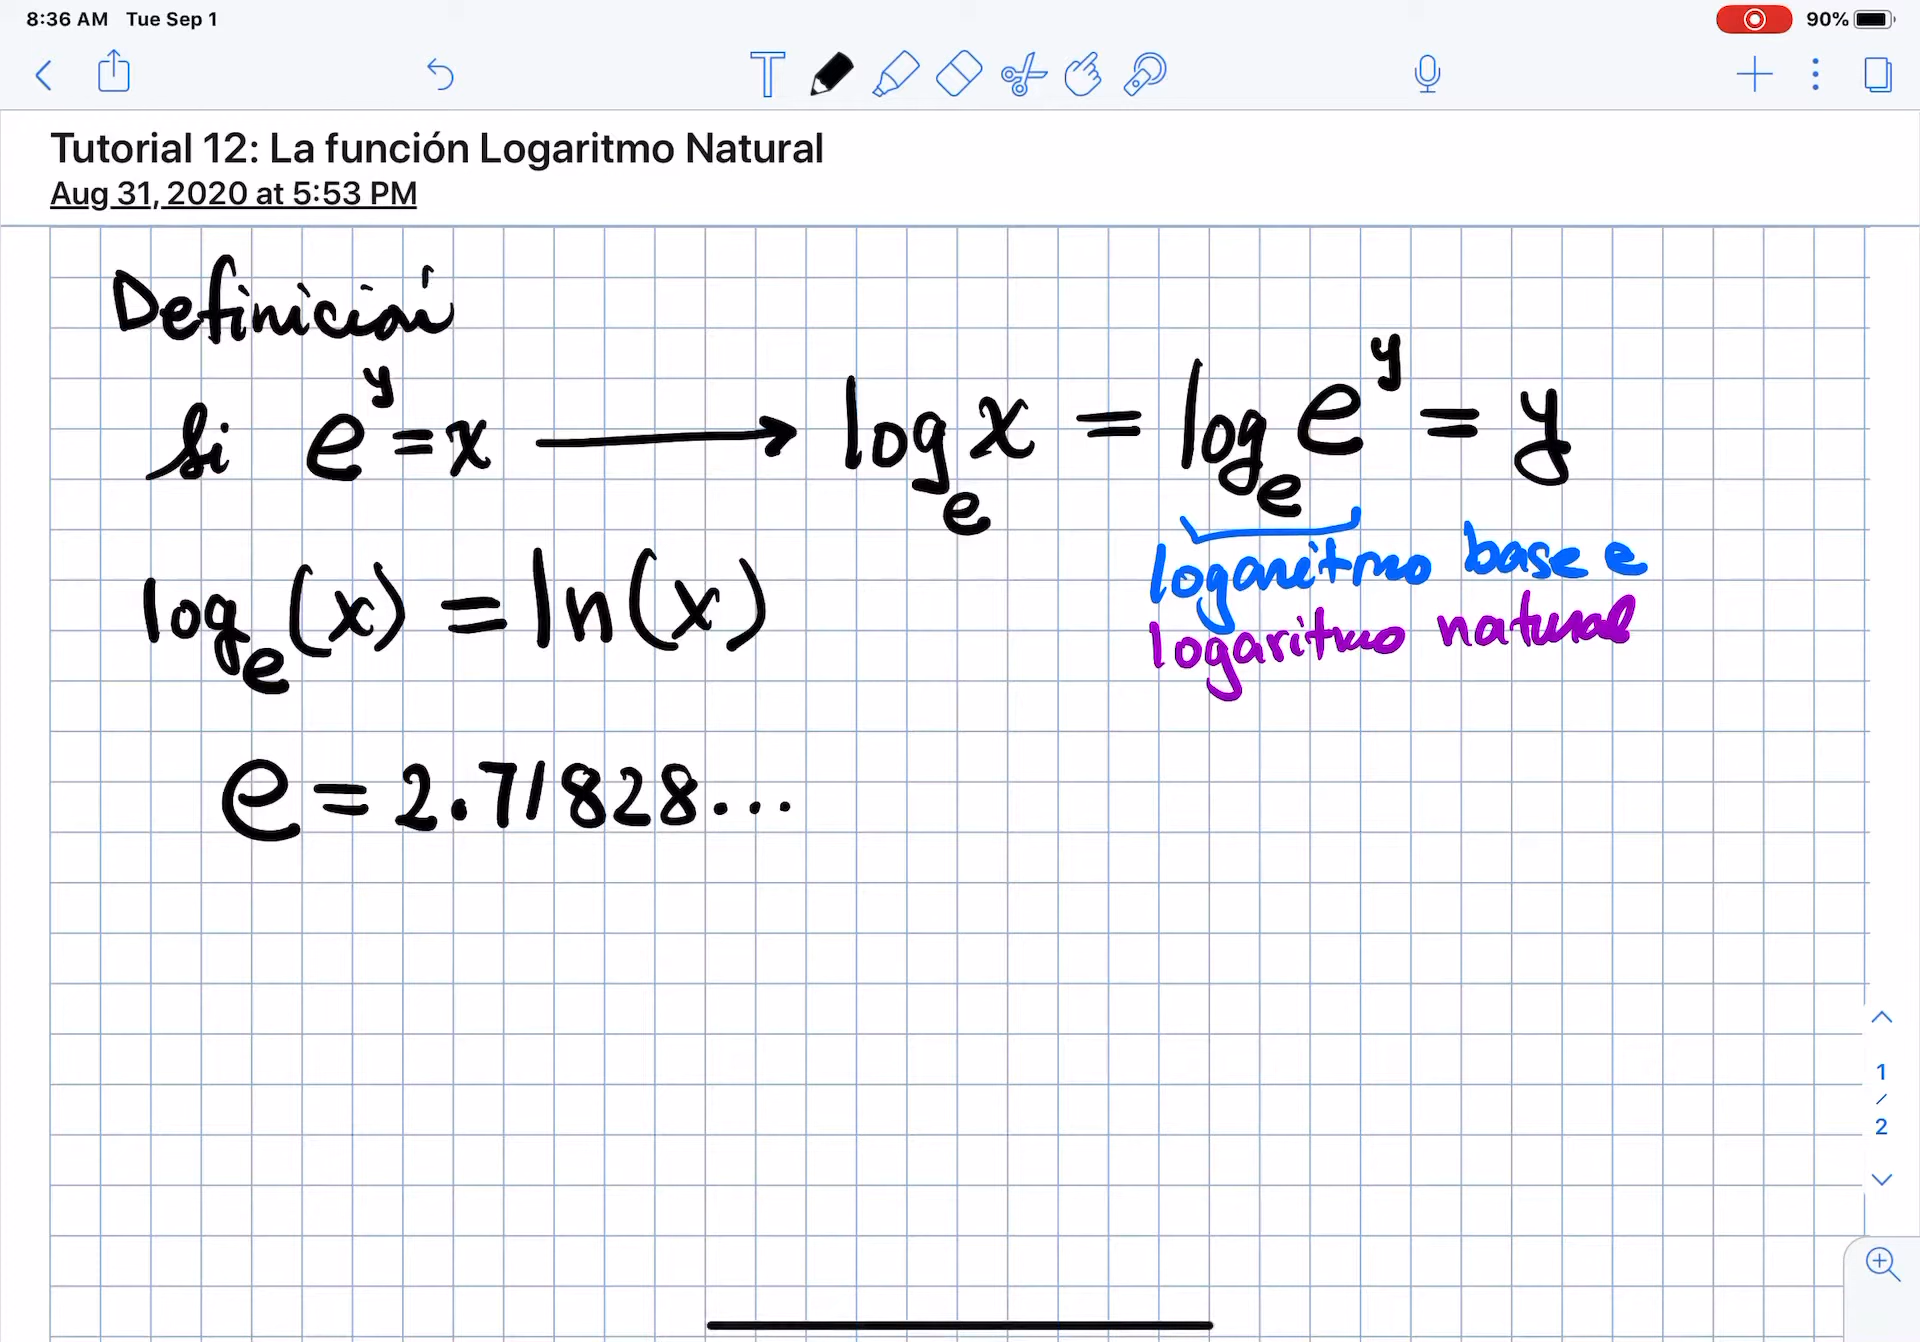 8:36 AM Tue Sep 1 90%
Tutorial 12: La función Logaritmo Natural
Aug 31, 2020 at 5:53 PM
Definición
Si e^y = x ⟶ log_e x = log_e e^y = y
logaritmo base e
log_e (x) = ln(x)
logaritmo natural
e = 2.71828...
1
/
2